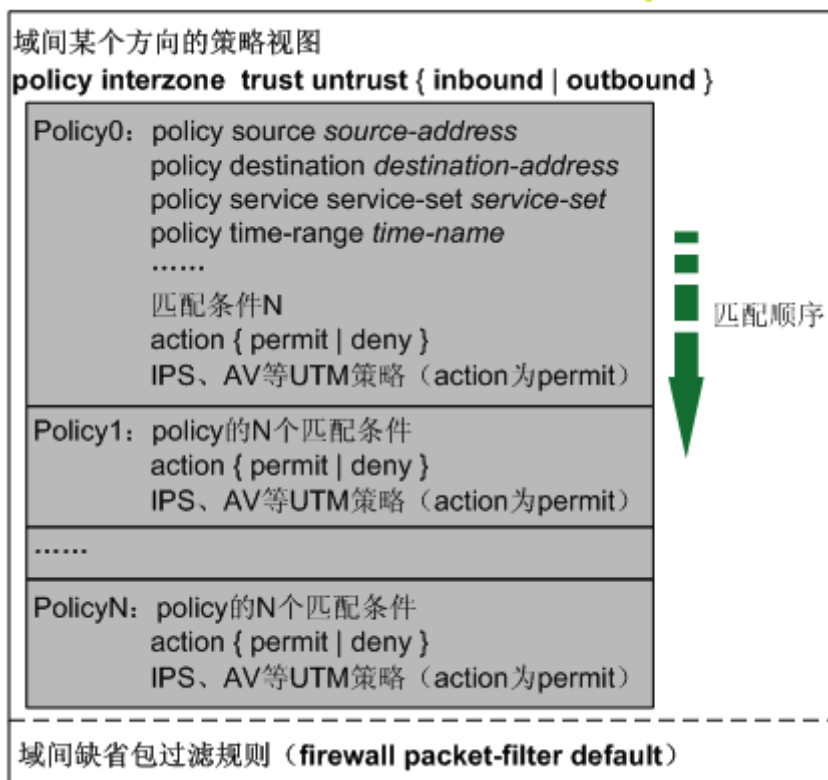 域间某个方向的策略视图
policy interzone trust untrust { inbound | outbound }
Policy0：policy source source-address
policy destination destination-address
policy service service-set service-set
policy time-range time-name
……
匹配条件N
action { permit | deny }
IPS、AV等UTM策略（action为permit）
匹配顺序
Policy1：policy的N个匹配条件
action { permit | deny }
IPS、AV等UTM策略（action为permit）
……
PolicyN：policy的N个匹配条件
action { permit | deny }
IPS、AV等UTM策略（action为permit）
域间缺省包过滤规则（firewall packet-filter default）